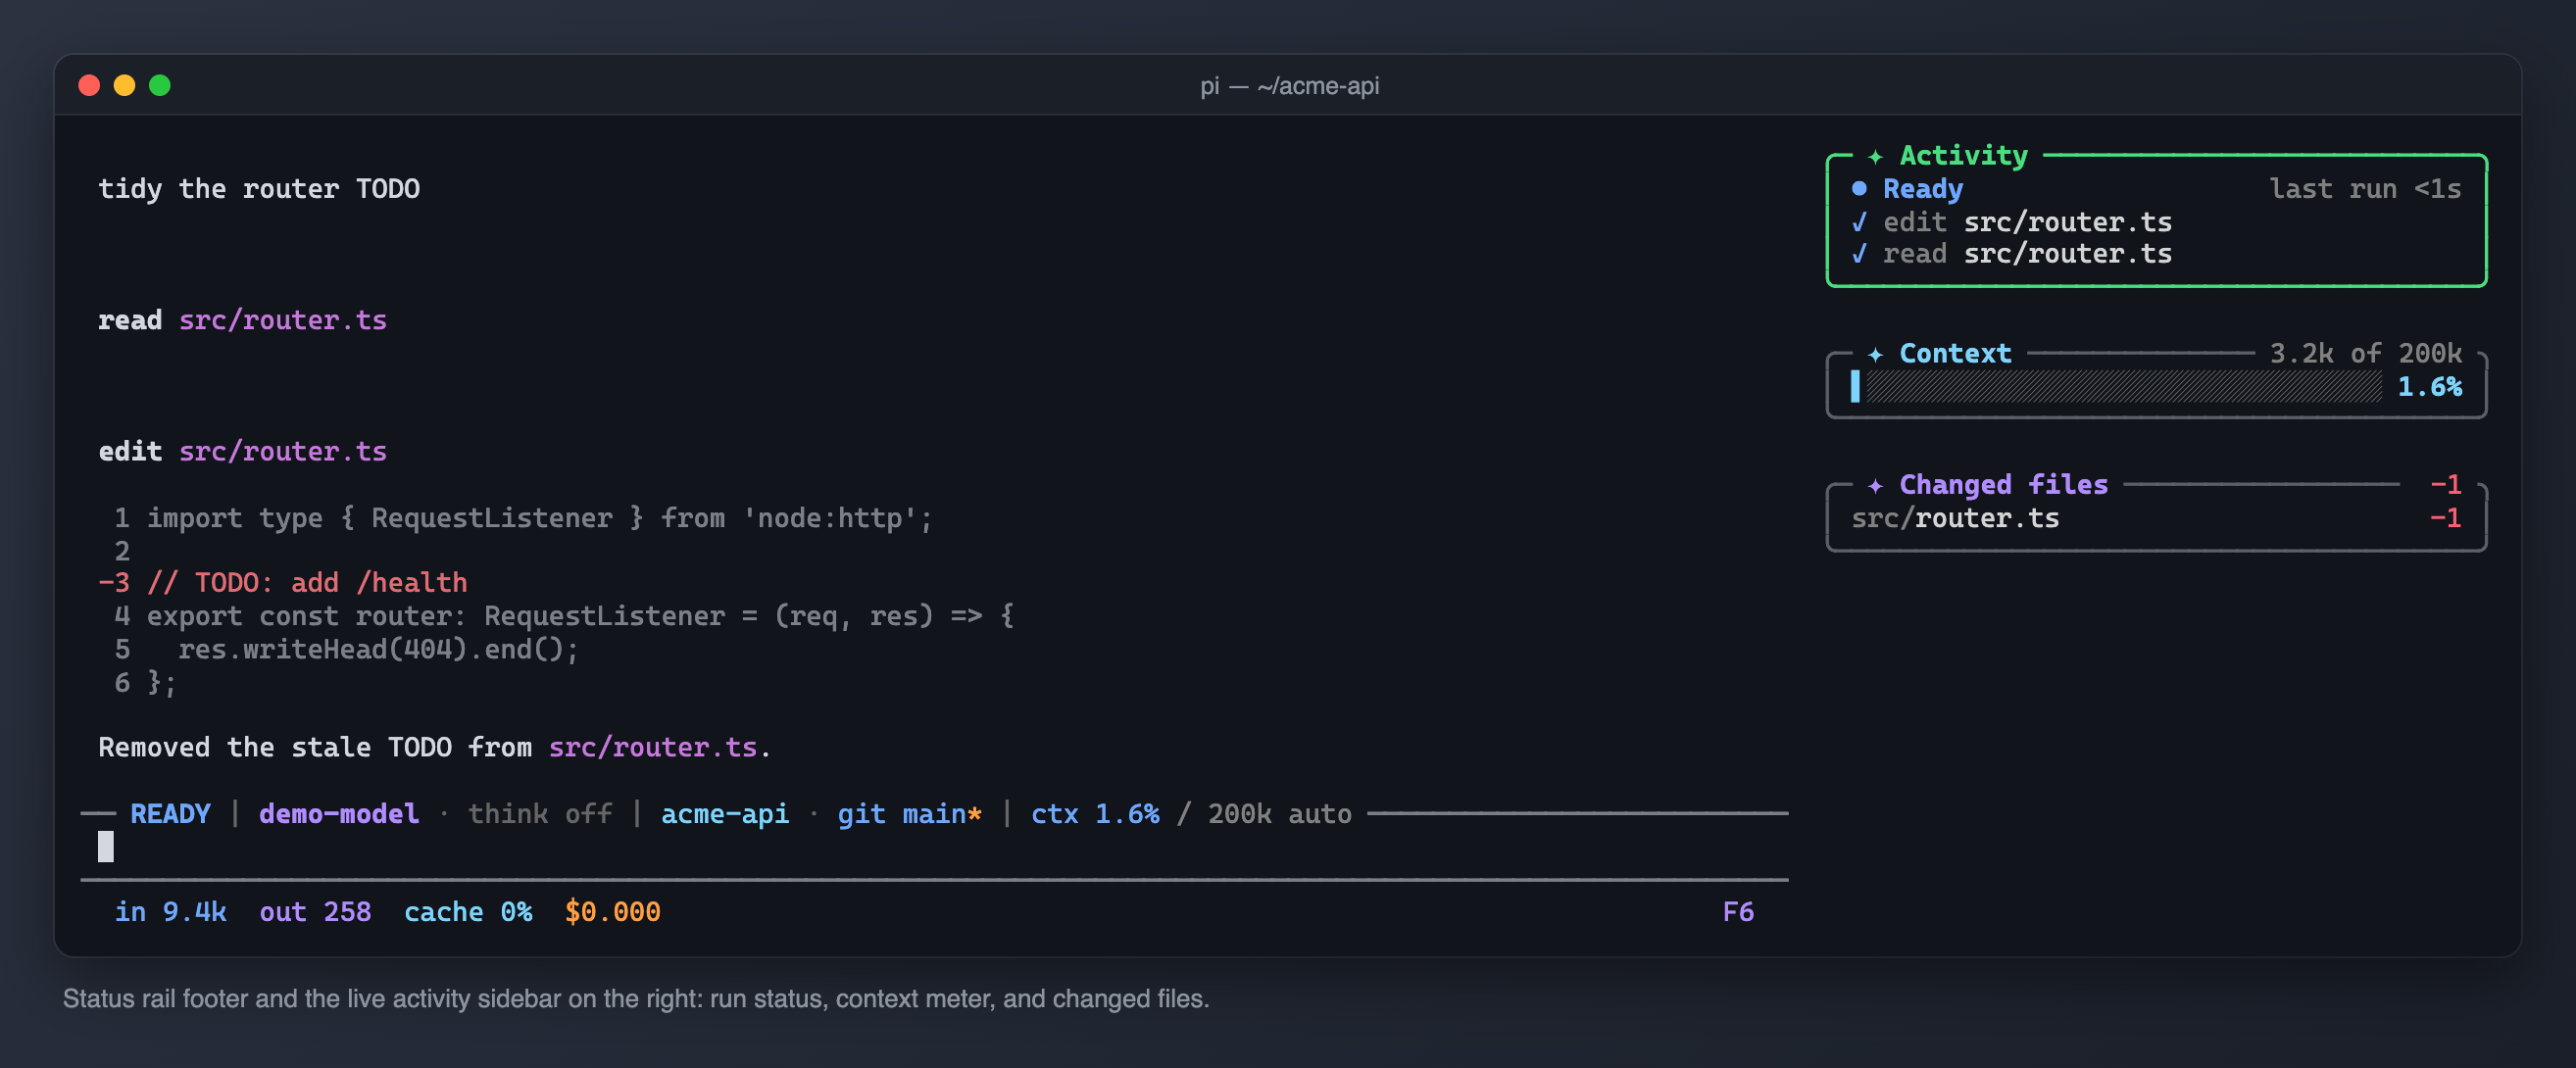 pi — ~/acme-api
tidy the router TODO
read src/router.ts
edit src/router.ts
1 import type { RequestListener } from 'node:http';
2
-3 // TODO: add /health
4 export const router: RequestListener = (req, res) => {
5   res.writeHead(404).end();
6 };
Removed the stale TODO from src/router.ts.
READY | demo-model · think off | acme-api · git main* | ctx 1.6% / 200k auto
in 9.4k  out 258  cache 0%  $0.000  F6
✦ Activity
● Ready  last run <1s
✓ edit src/router.ts
✓ read src/router.ts
✦ Context  3.2k of 200k
1.6%
✦ Changed files  -1
src/router.ts  -1
Status rail footer and the live activity sidebar on the right: run status, context meter, and changed files.